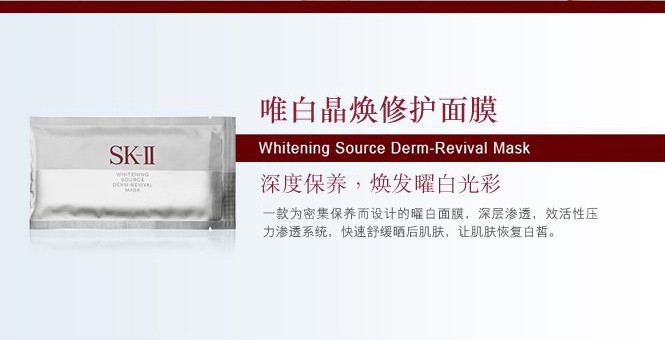 唯白晶焕修护面膜
Whitening Source Derm-Revival Mask
深度保养，焕发曜白光彩
一款为密集保养而设计的曜白面膜，深层渗透，效活性压
力渗透系统，快速舒缓晒后肌肤，让肌肤恢复白皙。
SK-II
WHITENING
SOURCE
DERM-REVIVAL
MASK